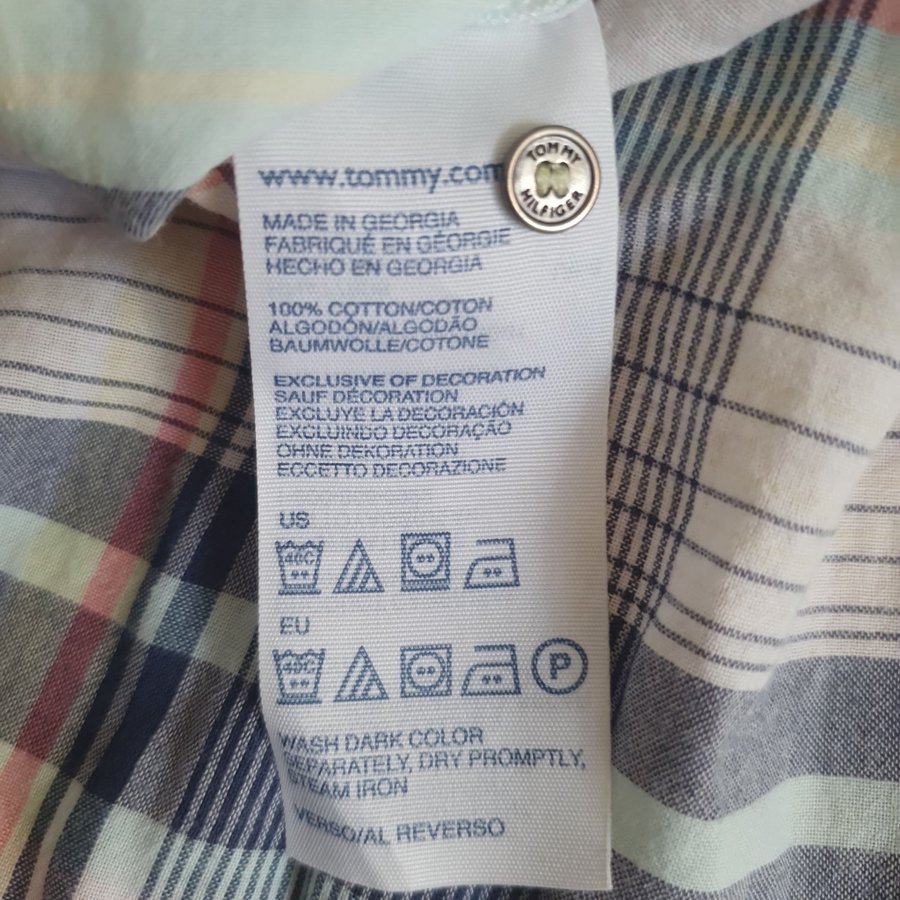 www.tommy.com
TOMMY
HILFIGER
MADE IN GEORGIA
FABRIQUÉ EN GÉORGIE
HECHO EN GEORGIA
100% COTTON/COTON
ALGODÓN/ALGODÃO
BAUMWOLLE/COTONE
EXCLUSIVE OF DECORATION
SAUF DÉCORATION
EXCLUYE LA DECORACIÓN
EXCLUINDO DECORAÇÃO
OHNE DEKORATION
ECCETTO DECORAZIONE
US
40C
EU
40C P
WASH DARK COLOR
SEPARATELY, DRY PROMPTLY,
STEAM IRON
VERSO/AL REVERSO